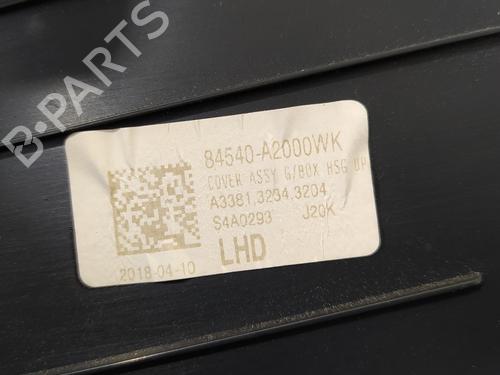 84540-A2000WK
COVER ASSY G/BOX HSG UP
A3381,3234,3204
S4A0293 J20K
2018-04-10 LHD
B-PARTS